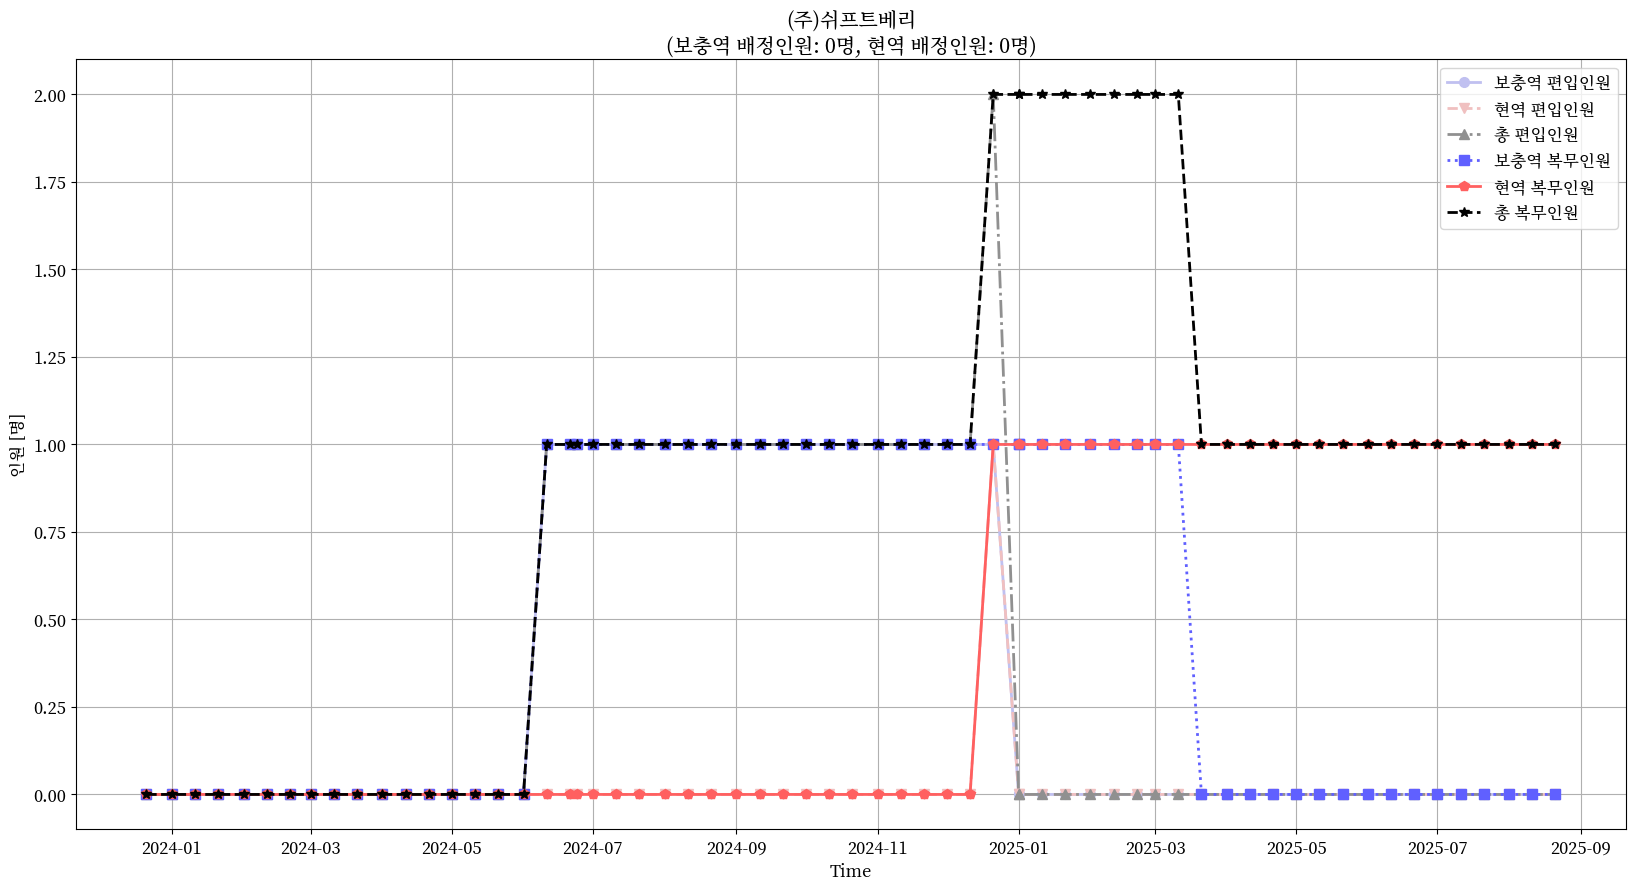 (주)쉬프트베리
(보충역 배정인원: 0명, 현역 배정인원: 0명)
보충역 편입인원
현역 편입인원
총 편입인원
보충역 복무인원
현역 복무인원
총 복무인원
2.00
1.75
1.50
1.25
1.00
0.75
0.50
0.25
0.00
인원 [명]
2024-01
2024-03
2024-05
2024-07
2024-09
2024-11
2025-01
2025-03
2025-05
2025-07
2025-09
Time